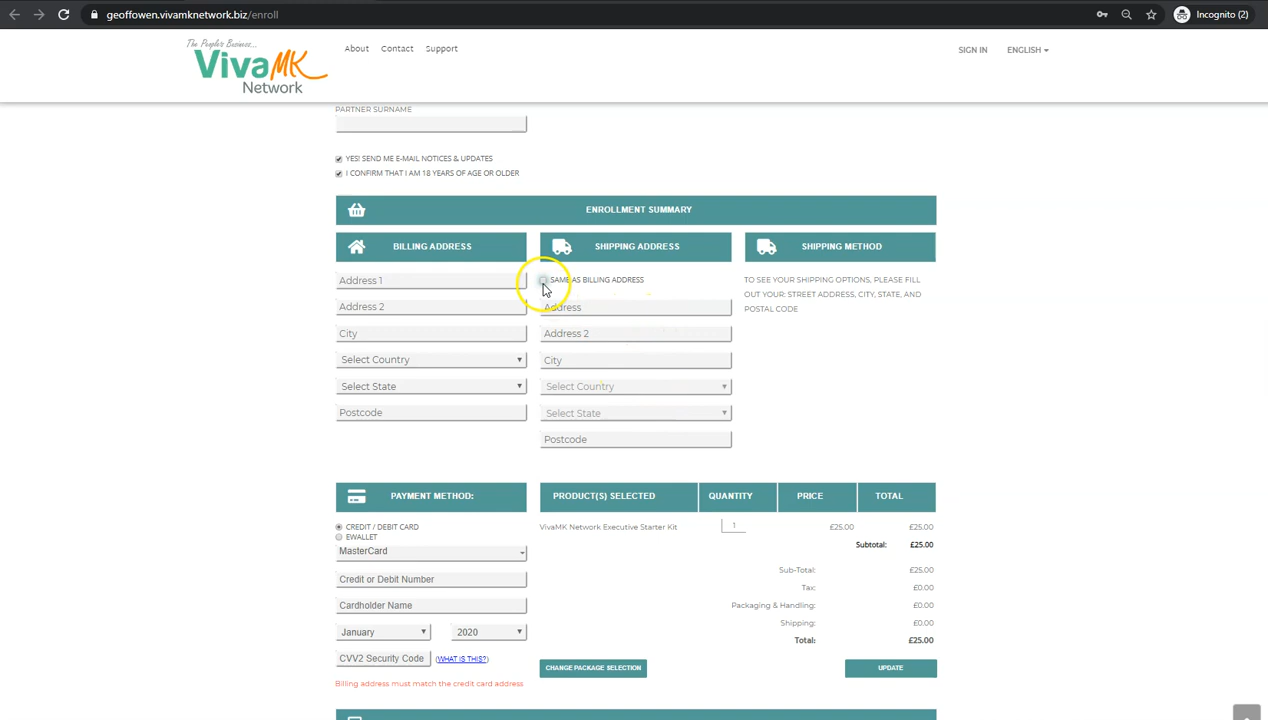 geoffowen.vivamknetwork.biz/enroll
Incognito (2)
The People's Business...
VivaMK
Network
About
Contact
Support
SIGN IN
ENGLISH
PARTNER SURNAME
YES! SEND ME E-MAIL NOTICES & UPDATES
I CONFIRM THAT I AM 18 YEARS OF AGE OR OLDER
ENROLLMENT SUMMARY
BILLING ADDRESS
Address 1
Address 2
City
Select Country
Select State
Postcode
SHIPPING ADDRESS
SAME AS BILLING ADDRESS
Address
Address 2
City
Select Country
Select State
Postcode
SHIPPING METHOD
TO SEE YOUR SHIPPING OPTIONS, PLEASE FILL
OUT YOUR: STREET ADDRESS, CITY, STATE, AND
POSTAL CODE
PAYMENT METHOD:
CREDIT / DEBIT CARD
EWALLET
MasterCard
Credit or Debit Number
Cardholder Name
January 2020
CVV2 Security Code (WHAT IS THIS?)
Billing address must match the credit card address
PRODUCT(S) SELECTED QUANTITY PRICE TOTAL
VivaMK Network Executive Starter Kit 1 £25.00 £25.00
Subtotal: £25.00
Sub-Total: £25.00
Tax: £0.00
Packaging & Handling: £0.00
Shipping: £0.00
Total: £25.00
CHANGE PACKAGE SELECTION
UPDATE